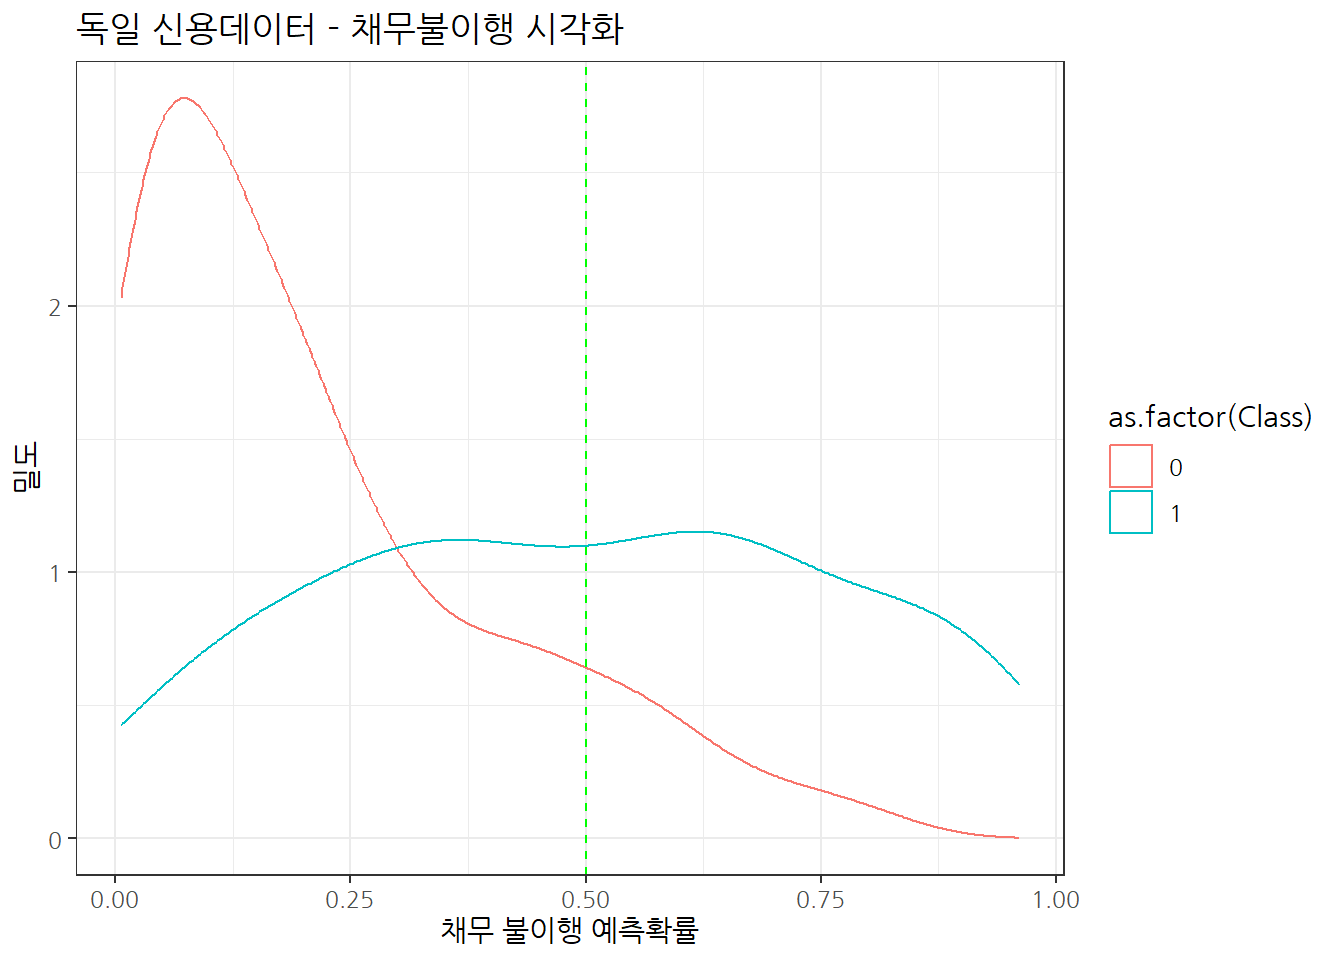 독일 신용데이터 - 채무불이행 시각화
밀도
2
1
0
0.00
0.25
0.50
0.75
1.00
채무 불이행 예측확률
as.factor(Class)
0
1